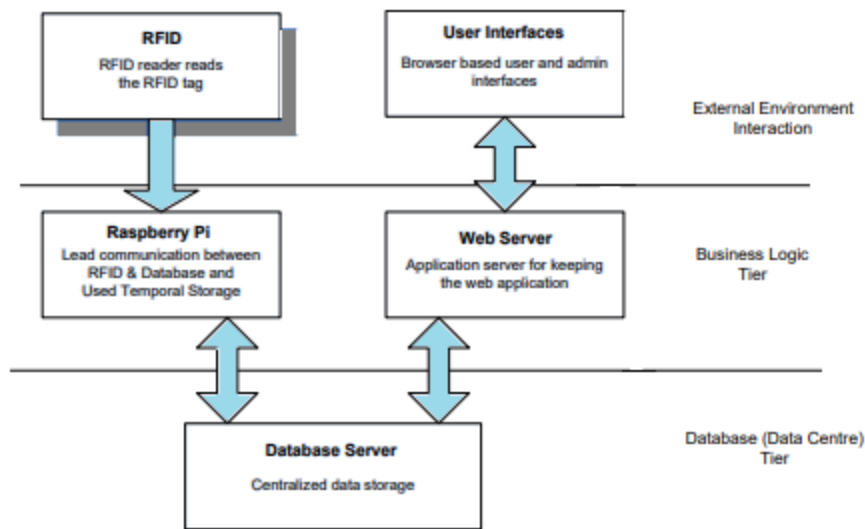 RFID
RFID reader reads
the RFID tag
User Interfaces
Browser based user and admin
interfaces
External Environment
Interaction
Raspberry Pi
Lead communication between
RFID & Database and
Used Temporal Storage
Web Server
Application server for keeping
the web application
Business Logic
Tier
Database Server
Centralized data storage
Database (Data Centre)
Tier